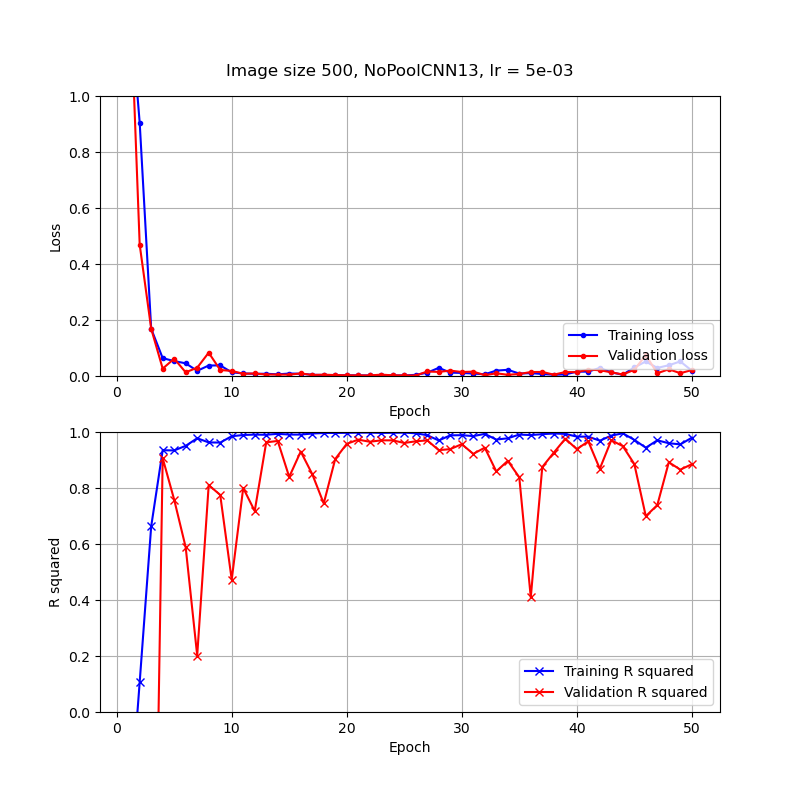 Image size 500, NoPoolCNN13, lr = 5e-03
1.0
0.8
0.6
0.4
0.2
0.0
Loss
Training loss
Validation loss
0 10 20 30 40 50
Epoch
1.0
0.8
0.6
0.4
0.2
0.0
R squared
Training R squared
Validation R squared
0 10 20 30 40 50
Epoch